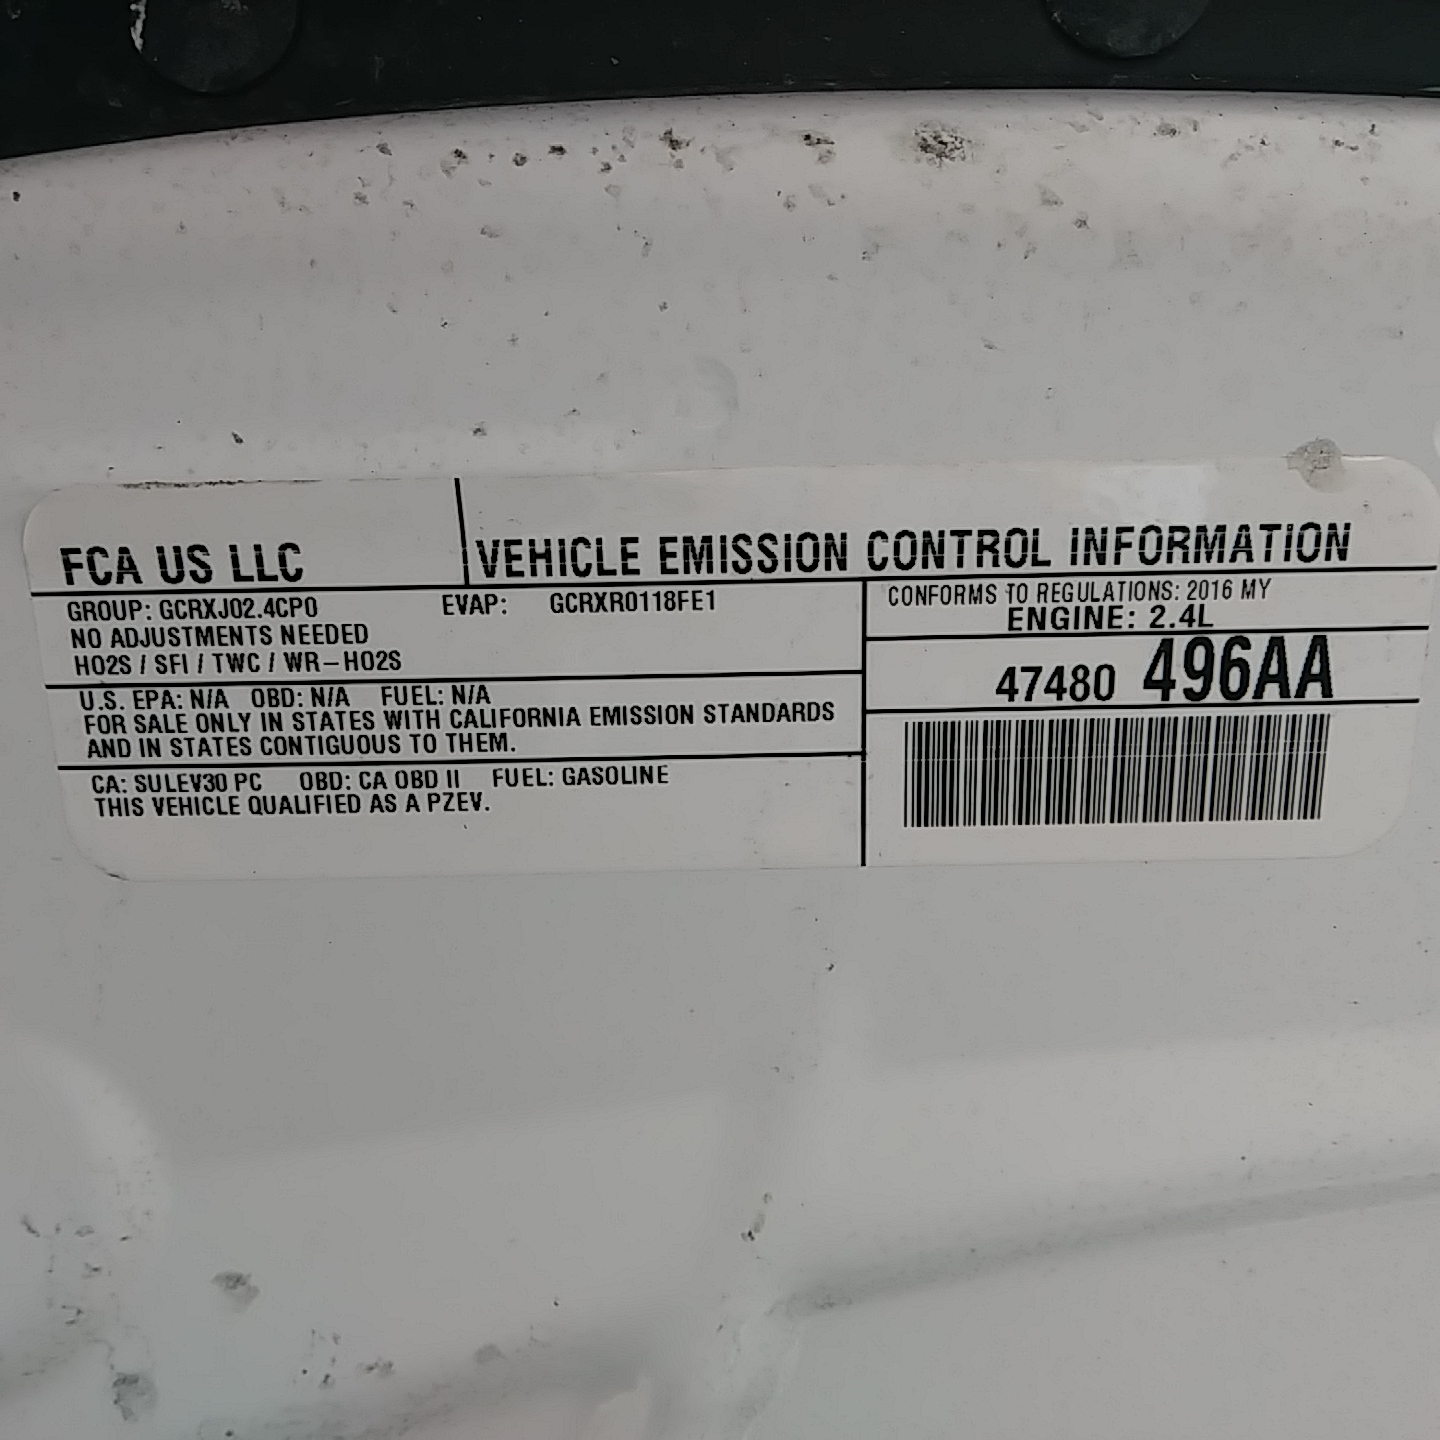 FCA US LLC
VEHICLE EMISSION CONTROL INFORMATION
GROUP: GCRXJ02.4CP0 EVAP: GCRXR0118FE1
NO ADJUSTMENTS NEEDED
HO2S / SFI / TWC / WR-HO2S
U.S. EPA: N/A OBD: N/A FUEL: N/A
FOR SALE ONLY IN STATES WITH CALIFORNIA EMISSION STANDARDS
AND IN STATES CONTIGUOUS TO THEM.
CA: SULEV30 PC OBD: CA OBD II FUEL: GASOLINE
THIS VEHICLE QUALIFIED AS A PZEV.
CONFORMS TO REGULATIONS: 2016 MY
ENGINE: 2.4L
47480 496AA